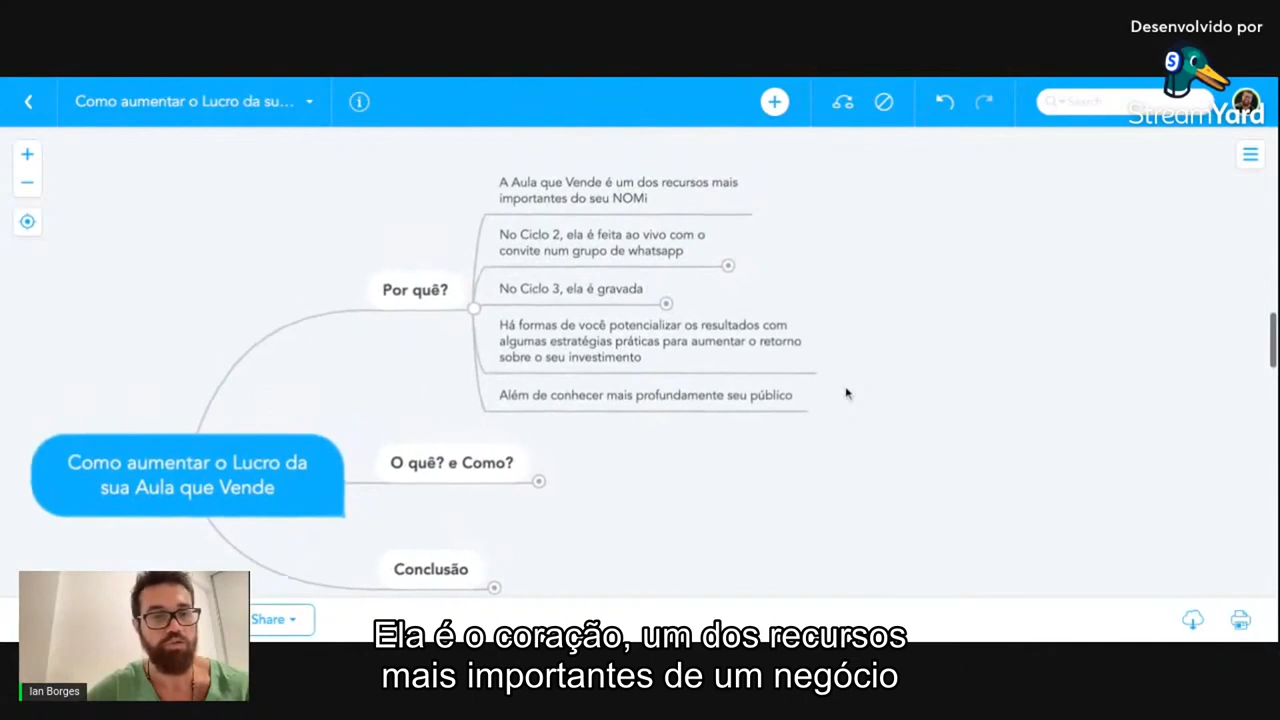 Desenvolvido por
S
StreamYard
Como aumentar o Lucro da su...
Search
A Aula que Vende é um dos recursos mais
importantes do seu NOMi
No Ciclo 2, ela é feita ao vivo com o
convite num grupo de whatsapp
Por quê?
No Ciclo 3, ela é gravada
Há formas de você potencializar os resultados com
algumas estratégias práticas para aumentar o retorno
sobre o seu investimento
Além de conhecer mais profundamente seu público
O quê? e Como?
Como aumentar o Lucro da
sua Aula que Vende
Conclusão
Share
Ela é o coração, um dos recursos
mais importantes de um negócio
Ian Borges